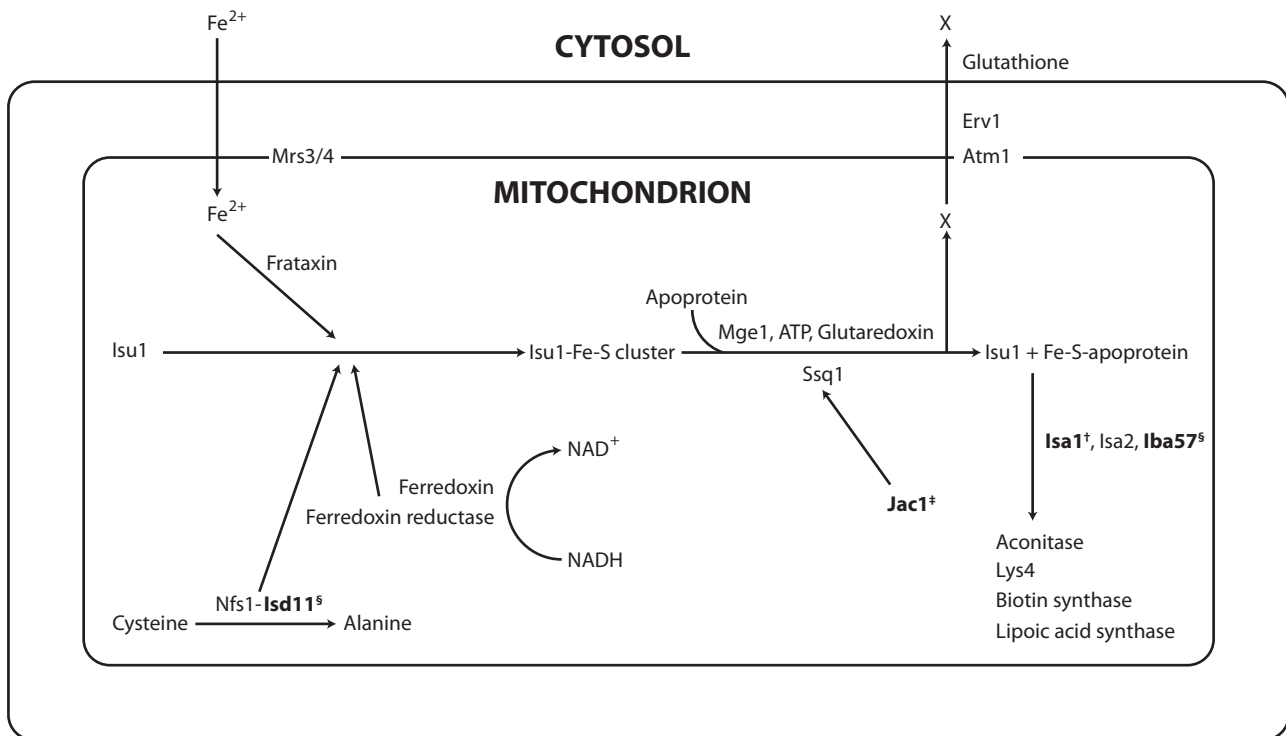 Fe²⁺
CYTOSOL
X
Glutathione
Erv1
Mrs3/4
Atm1
MITOCHONDRION
Fe²⁺
X
Frataxin
Apoprotein
Mge1, ATP, Glutaredoxin
Isu1
Isu1-Fe-S cluster
Isu1 + Fe-S-apoprotein
Ssq1
Isa1†, Isa2, Iba57§
NAD⁺
Ferredoxin
Ferredoxin reductase
Jac1‡
NADH
Aconitase
Lys4
Biotin synthase
Lipoic acid synthase
Nfs1-Isd11§
Cysteine
Alanine